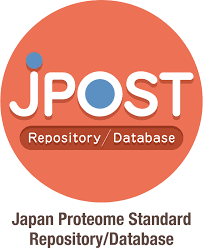 jPOST
Repository/Database
Japan Proteome Standard
Repository/Database